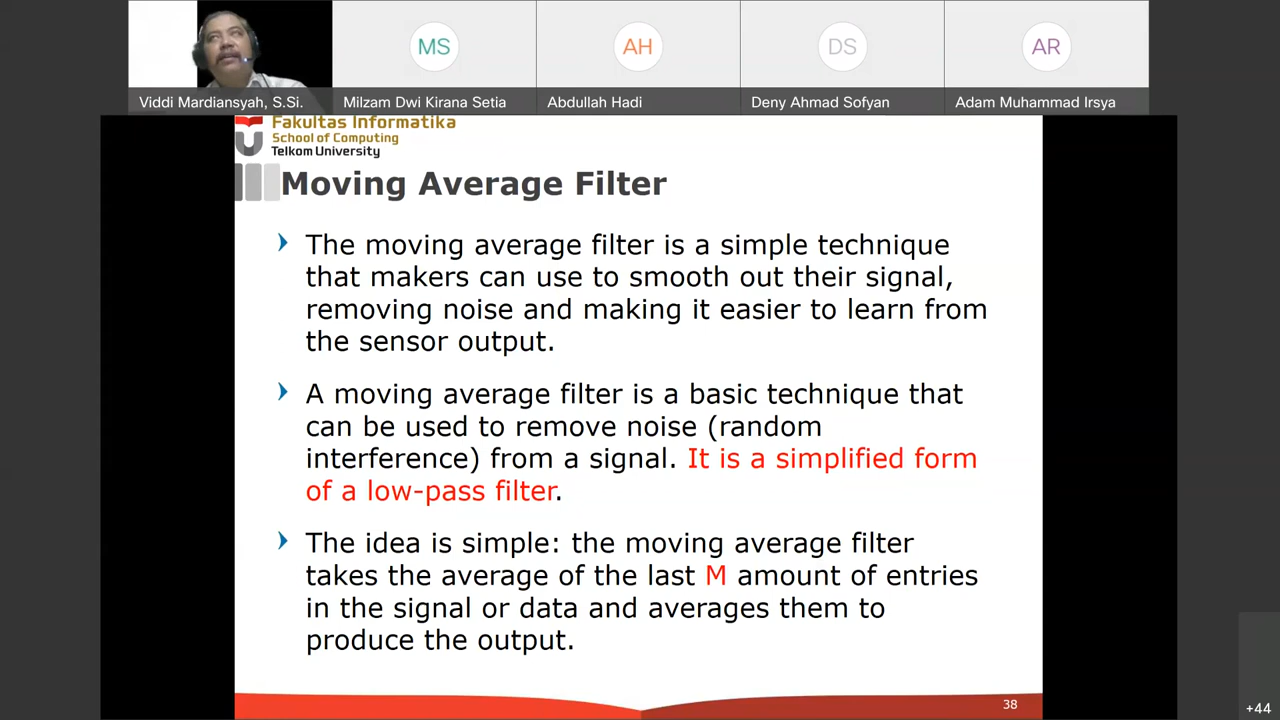 MS
AH
DS
AR
Viddi Mardiansyah, S.Si.
Milzam Dwi Kirana Setia
Abdullah Hadi
Deny Ahmad Sofyan
Adam Muhammad Irsya
Fakultas Informatika
School of Computing
Telkom University
Moving Average Filter
The moving average filter is a simple technique
that makers can use to smooth out their signal,
removing noise and making it easier to learn from
the sensor output.
A moving average filter is a basic technique that
can be used to remove noise (random
interference) from a signal. It is a simplified form
of a low-pass filter.
The idea is simple: the moving average filter
takes the average of the last M amount of entries
in the signal or data and averages them to
produce the output.
38
+44